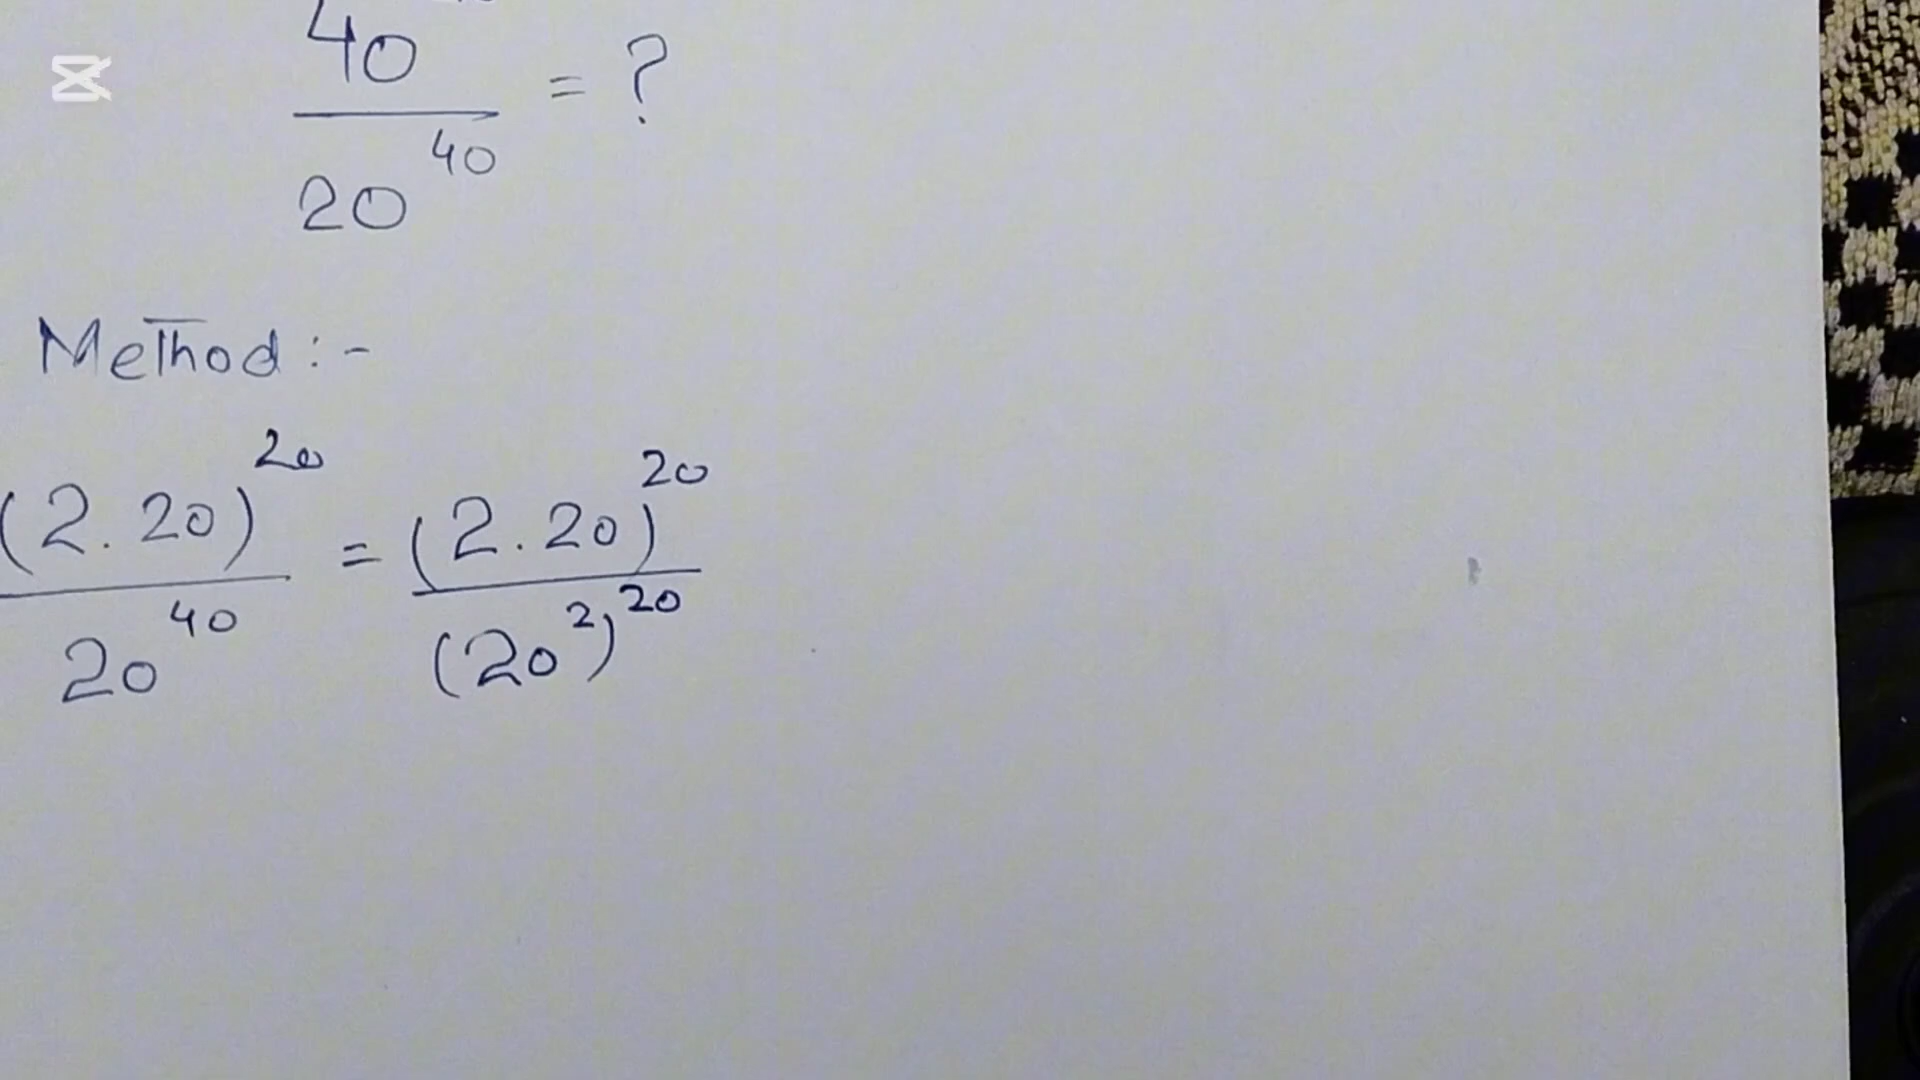 40
—— = ?
20^40
Method :-
(2.20)^20 / 20^40 = (2.20)^20 / (20^2)^20